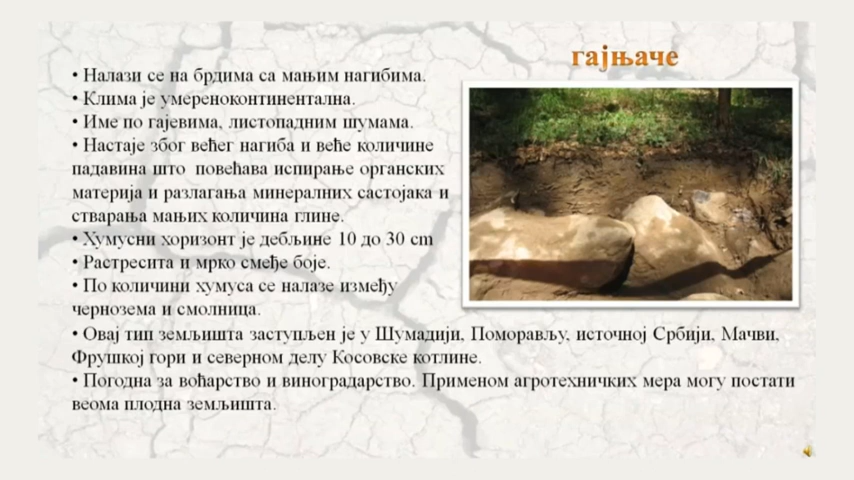 гајњаче
• Налази се на брдима са мањим нагибима.
• Клима је умереноконтинентална.
• Име по гајевима, листопадним шумама.
• Настаје због већег нагиба и веће количине
падавина што повећава испирање органских
материја и разлагања минералних састојака и
стварања мањих количина глине.
• Хумусни хоризонт је дебљине 10 до 30 cm
• Растресита и мрко смеђе боје.
• По количини хумуса се налазе између
чернозема и смолница.
• Овај тип земљишта заступљен је у Шумадији, Поморављу, источној Србији, Мачви,
Фрушкој гори и северном делу Косовске котлине.
• Погодна за воћарство и виноградарство. Применом агротехничких мера могу постати
веома плодна земљишта.